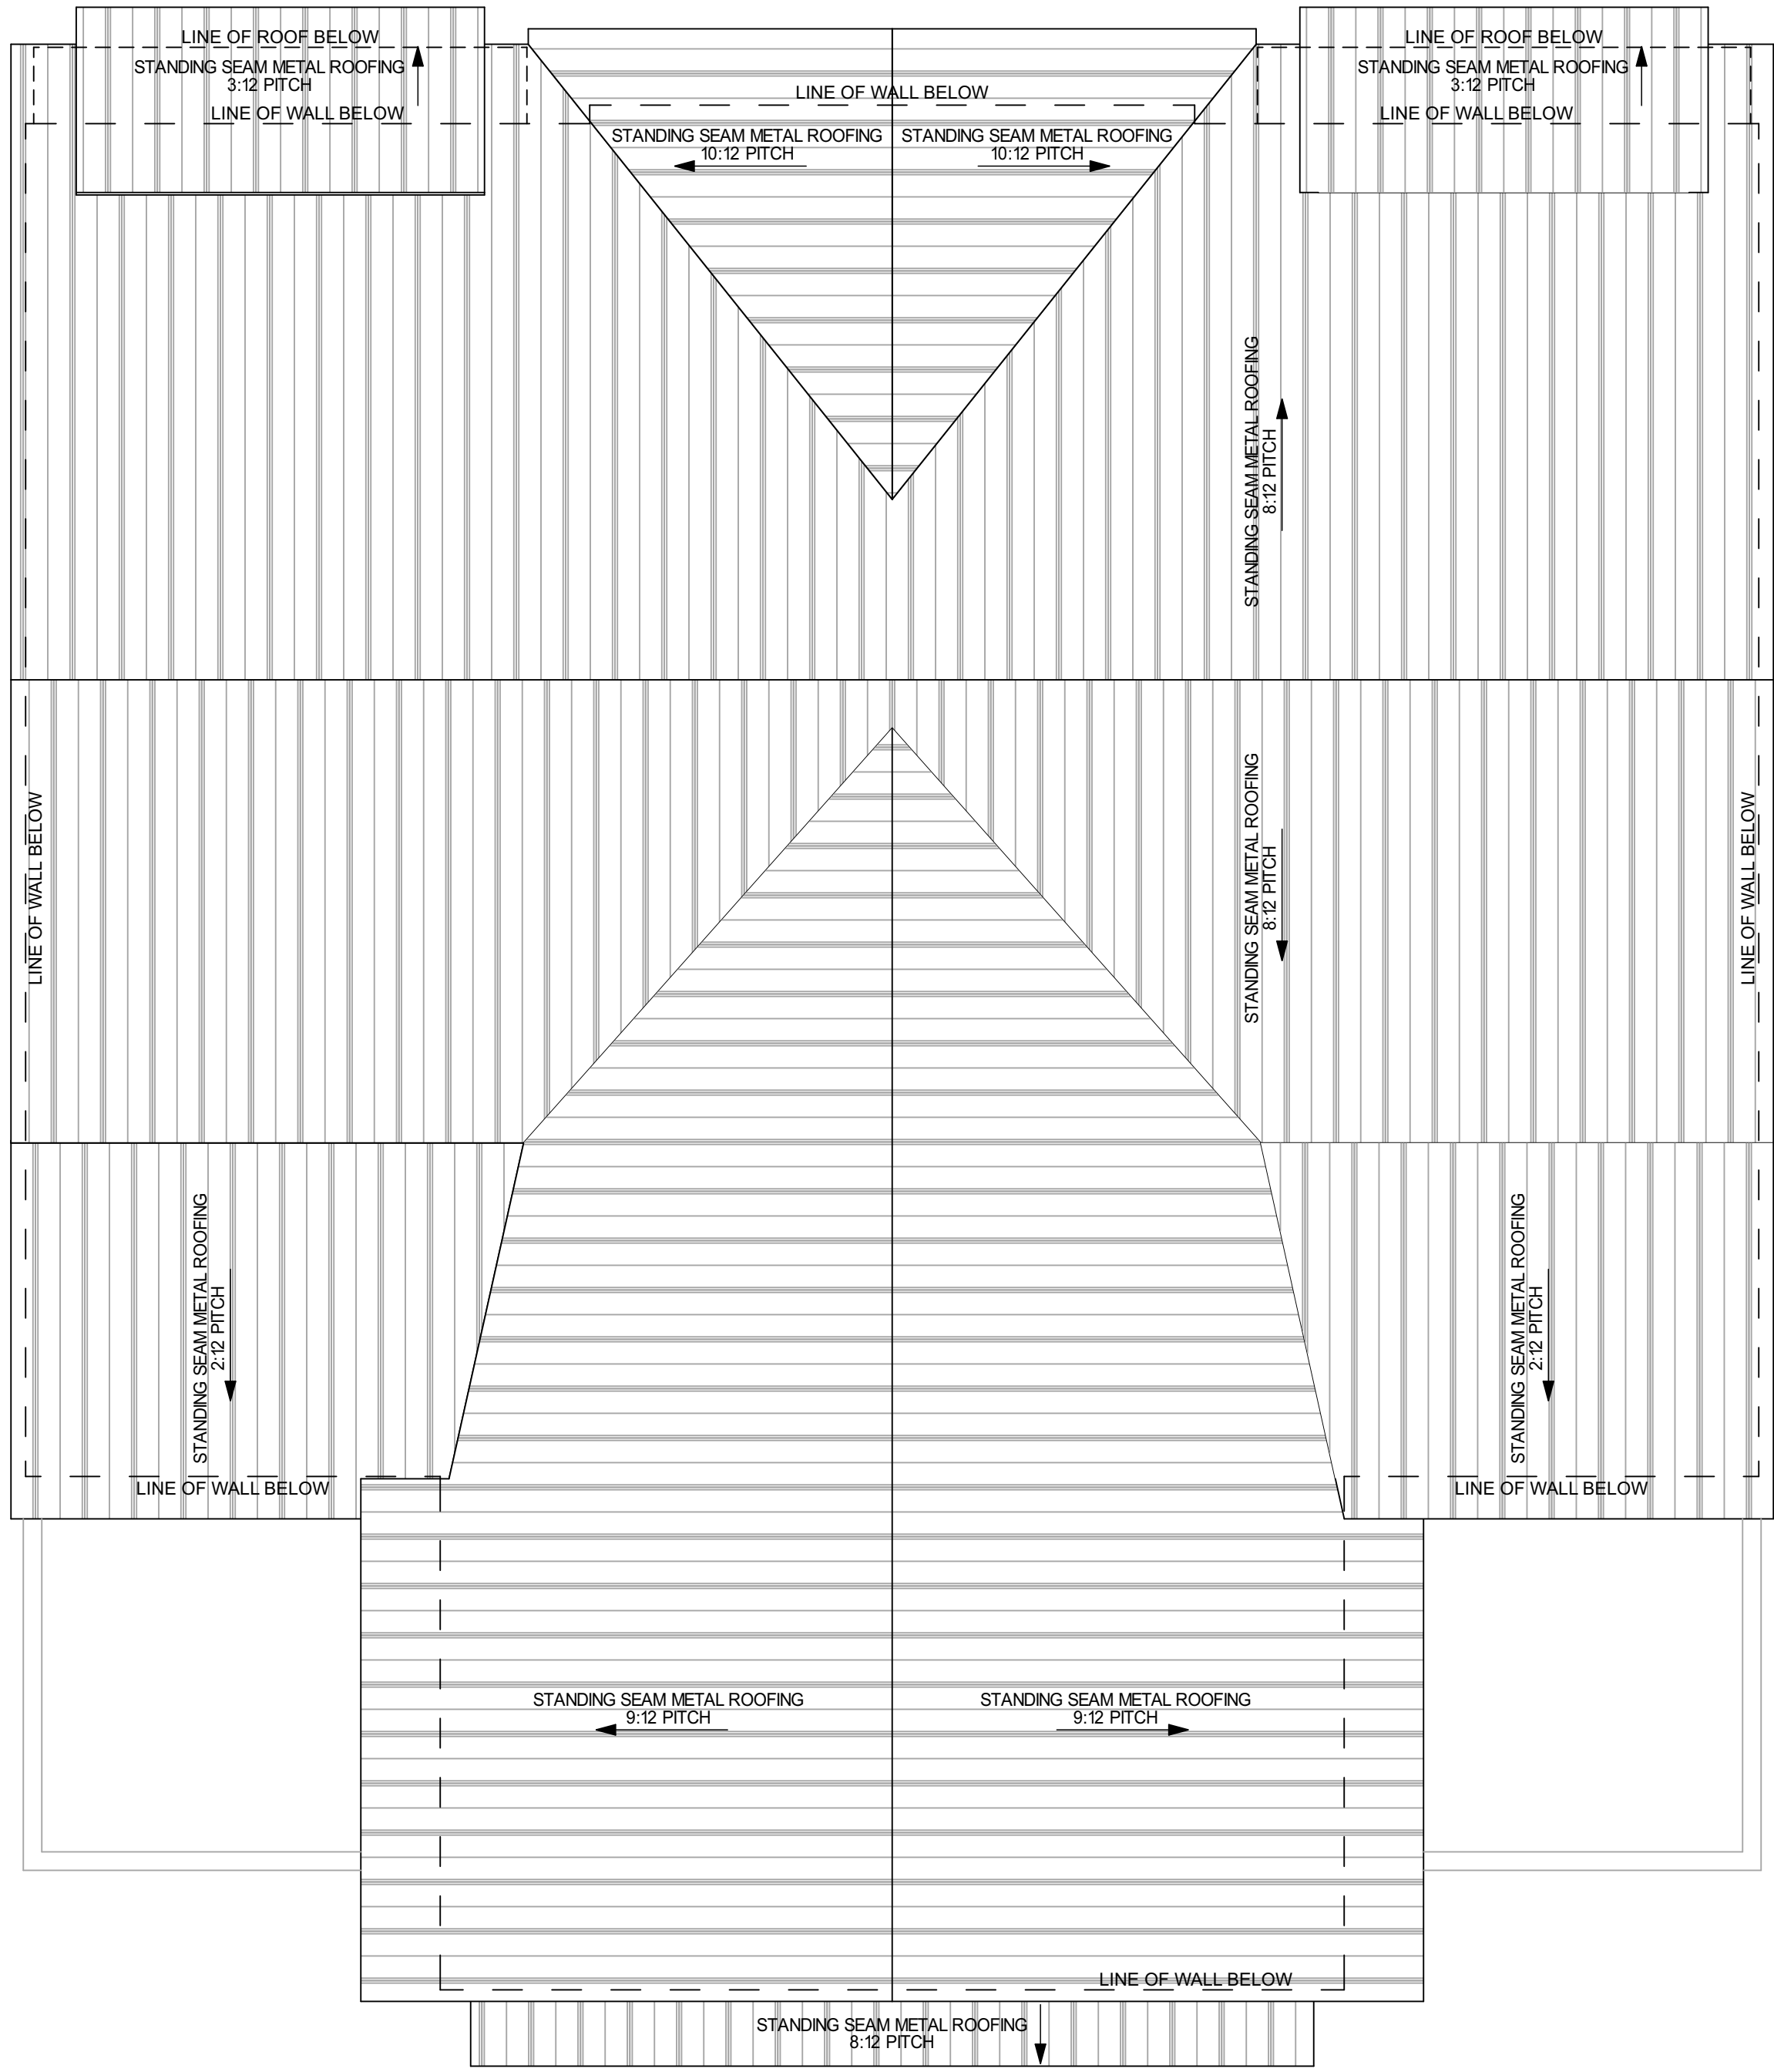 LINE OF ROOF BELOW
STANDING SEAM METAL ROOFING
3:12 PITCH
LINE OF WALL BELOW
LINE OF WALL BELOW
STANDING SEAM METAL ROOFING
10:12 PITCH
STANDING SEAM METAL ROOFING
10:12 PITCH
LINE OF ROOF BELOW
STANDING SEAM METAL ROOFING
3:12 PITCH
LINE OF WALL BELOW
STANDING SEAM METAL ROOFING
8:12 PITCH
LINE OF WALL BELOW
STANDING SEAM METAL ROOFING
8:12 PITCH
LINE OF WALL BELOW
STANDING SEAM METAL ROOFING
2:12 PITCH
LINE OF WALL BELOW
STANDING SEAM METAL ROOFING
2:12 PITCH
LINE OF WALL BELOW
STANDING SEAM METAL ROOFING
9:12 PITCH
STANDING SEAM METAL ROOFING
9:12 PITCH
LINE OF WALL BELOW
STANDING SEAM METAL ROOFING
8:12 PITCH